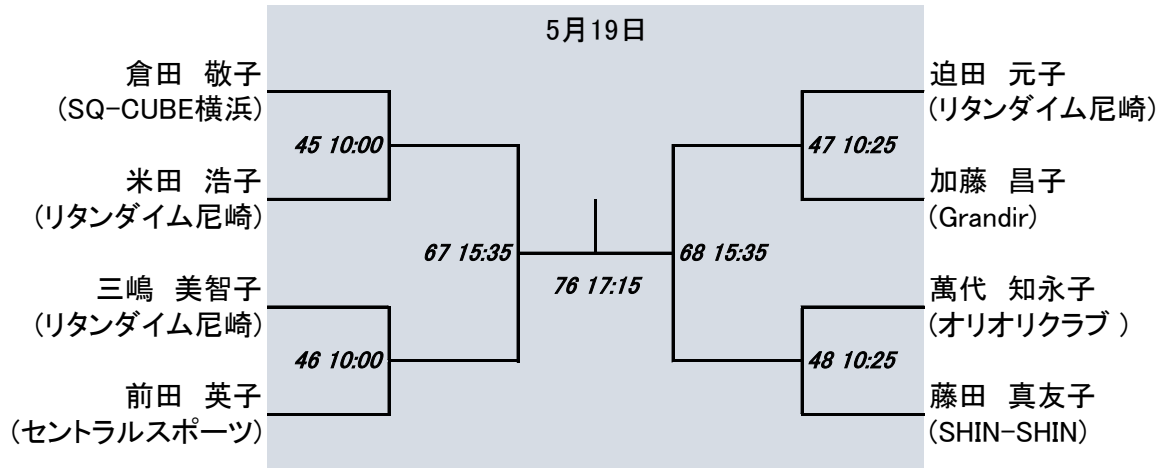 5月19日
倉田　敬子
(SQ-CUBE横浜)
45 10:00
米田　浩子
(リタンダイム尼崎)
67 15:35
三嶋　美智子
(リタンダイム尼崎)
46 10:00
前田　英子
(セントラルスポーツ)
76 17:15
迫田　元子
(リタンダイム尼崎)
47 10:25
加藤　昌子
(Grandir)
68 15:35
萬代　知永子
(オリオリクラブ )
48 10:25
藤田　真友子
(SHIN-SHIN)